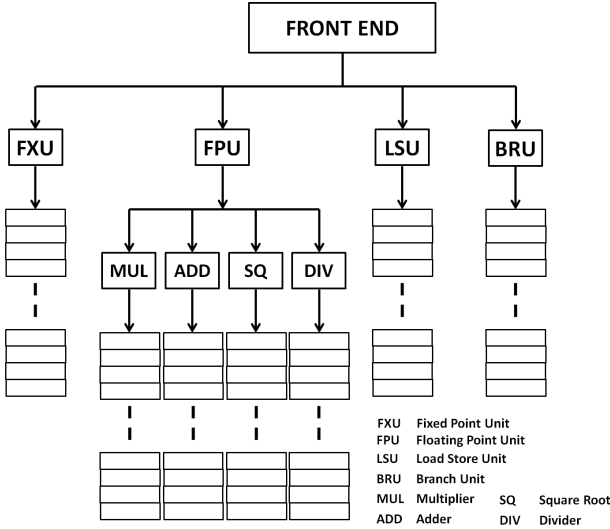 FRONT END
FXU FPU LSU BRU
MUL ADD SQ DIV
FXU Fixed Point Unit
FPU Floating Point Unit
LSU Load Store Unit
BRU Branch Unit
MUL Multiplier SQ Square Root
ADD Adder DIV Divider